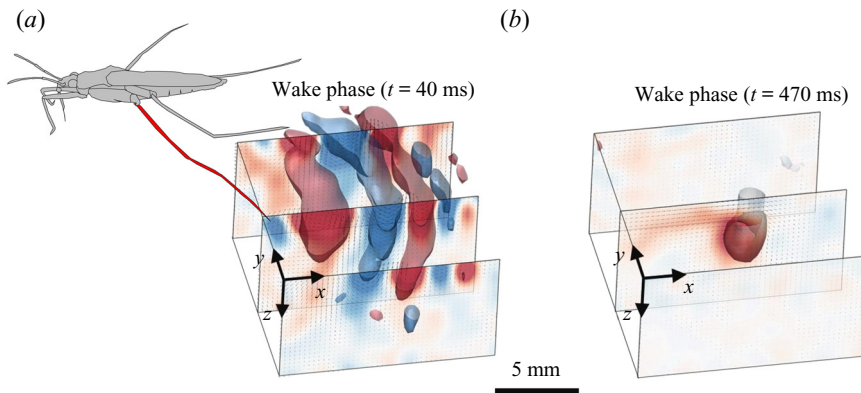 (a)
(b)
Wake phase (t = 40 ms)
Wake phase (t = 470 ms)
y
x
z
y
x
z
5 mm